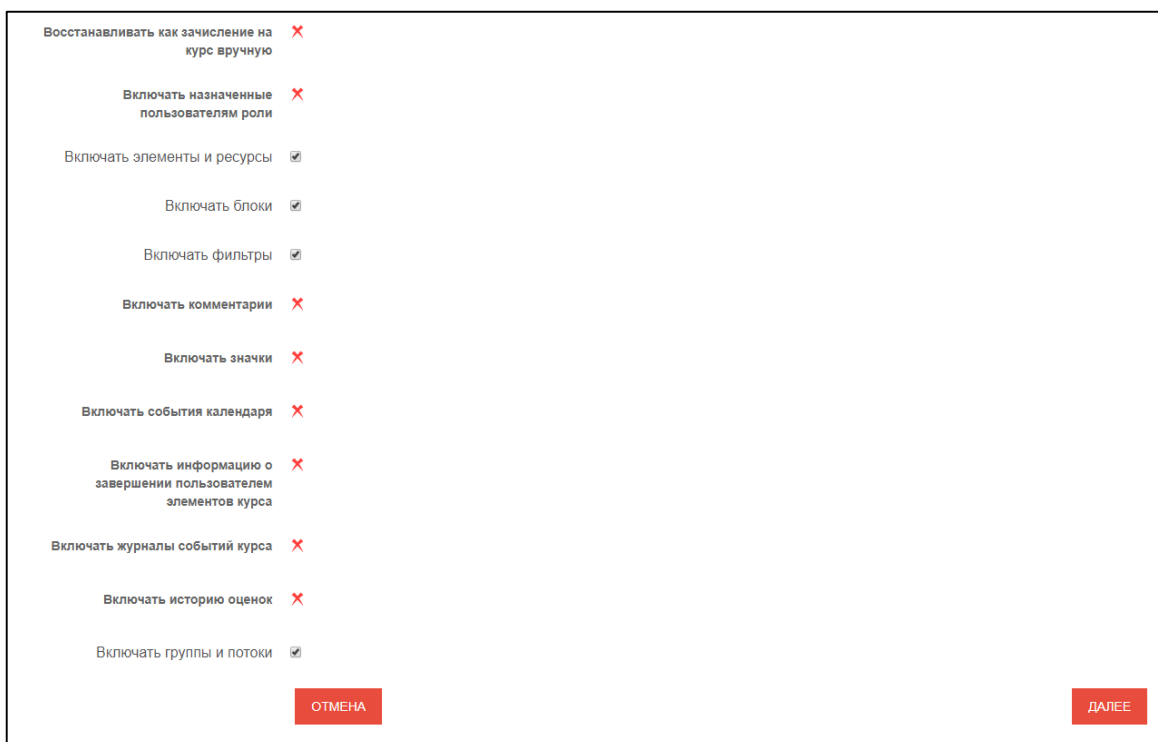 Восстанавливать как зачисление на
курс вручную
Включать назначенные
пользователям роли
Включать элементы и ресурсы
Включать блоки
Включать фильтры
Включать комментарии
Включать значки
Включать события календаря
Включать информацию о
завершении пользователем
элементов курса
Включать журналы событий курса
Включать историю оценок
Включать группы и потоки
ОТМЕНА
ДАЛЕЕ